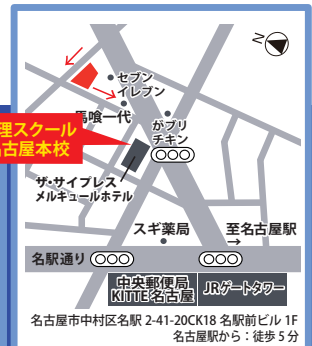 N
セブン
イレブン
馬喰一代
がブリ
チキン
理スクール
古屋本校
ザ・サイプレス
メルキュールホテル
スギ薬局
至名古屋駅
→
名駅通り
中央郵便局
KITTE名古屋
JRゲートタワー
名古屋市中村区名駅 2-41-20CK18 名駅前ビル 1F
名古屋駅から：徒歩 5 分